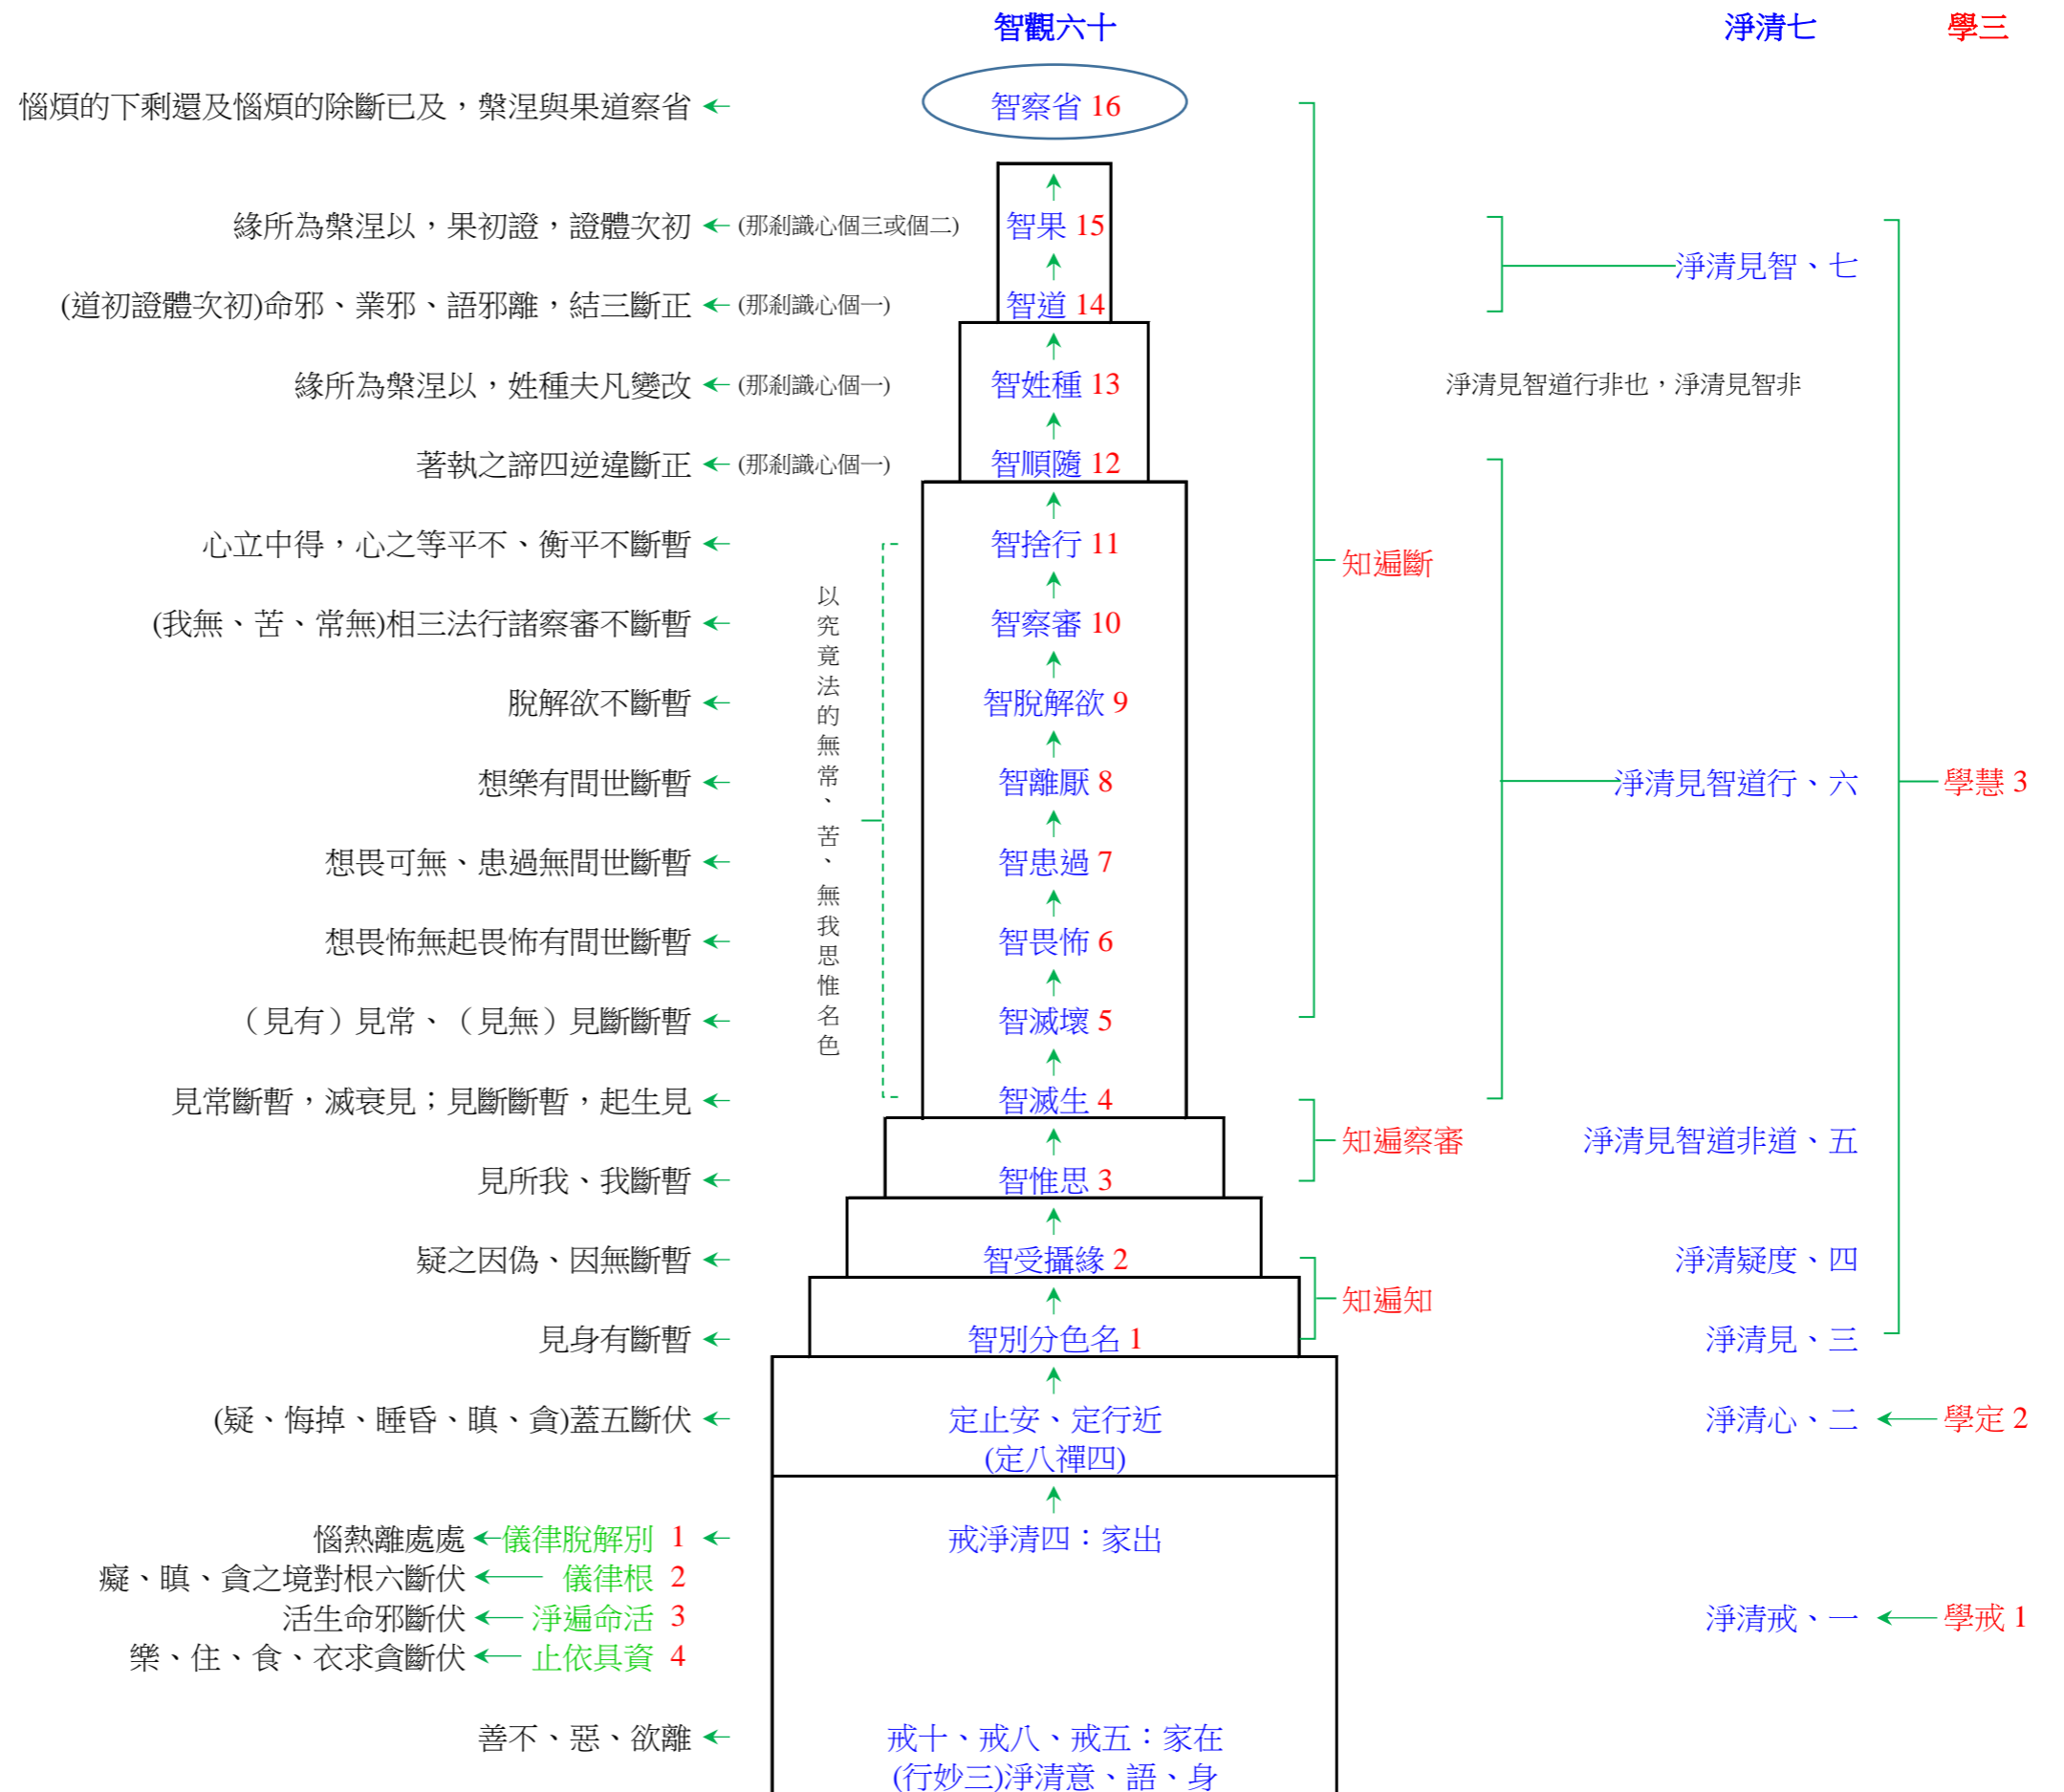 智觀六十
淨清七
學三
惱煩的下剩還及惱煩的除斷已及，槃涅與果道察省
智察省 16
緣所為槃涅以，果初證，證體次初
(那剎識心個三或個二)
智果 15
淨清見智、七
(道初證體次初)命邪、業邪、語邪離，結三斷正
(那剎識心個一)
智道 14
緣所為槃涅以，姓種夫凡變改
(那剎識心個一)
智姓種 13
淨清見智道行非也，淨清見智非
著執之諦四逆違斷正
(那剎識心個一)
智順隨 12
心立中得，心之等平不、衡平不斷暫
智捨行 11
知遍斷
以究竟法的無常、苦、無我思惟名色
(我無、苦、常無)相三法行諸察審不斷暫
智察審 10
脫解欲不斷暫
智脫解欲 9
想樂有間世斷暫
智離厭 8
淨清見智道行、六
學慧 3
想畏可無、患過無間世斷暫
智患過 7
想畏怖無起畏怖有間世斷暫
智畏怖 6
（見有）見常、（見無）見斷斷暫
智滅壞 5
見常斷暫，滅衰見；見斷斷暫，起生見
智滅生 4
知遍察審
淨清見智道非道、五
見所我、我斷暫
智惟思 3
疑之因偽、因無斷暫
智受攝緣 2
淨清疑度、四
知遍知
見身有斷暫
智別分色名 1
淨清見、三
(疑、悔掉、睡昏、瞋、貪)蓋五斷伏
定止安、定行近
(定八禪四)
淨清心、二
學定 2
惱熱離處處
儀律脫解別 1
戒淨清四：家出
癡、瞋、貪之境對根六斷伏
儀律根 2
活生命邪斷伏
淨遍命活 3
淨清戒、一
學戒 1
樂、住、食、衣求貪斷伏
止依具資 4
善不、惡、欲離
戒十、戒八、戒五：家在
(行妙三)淨清意、語、身